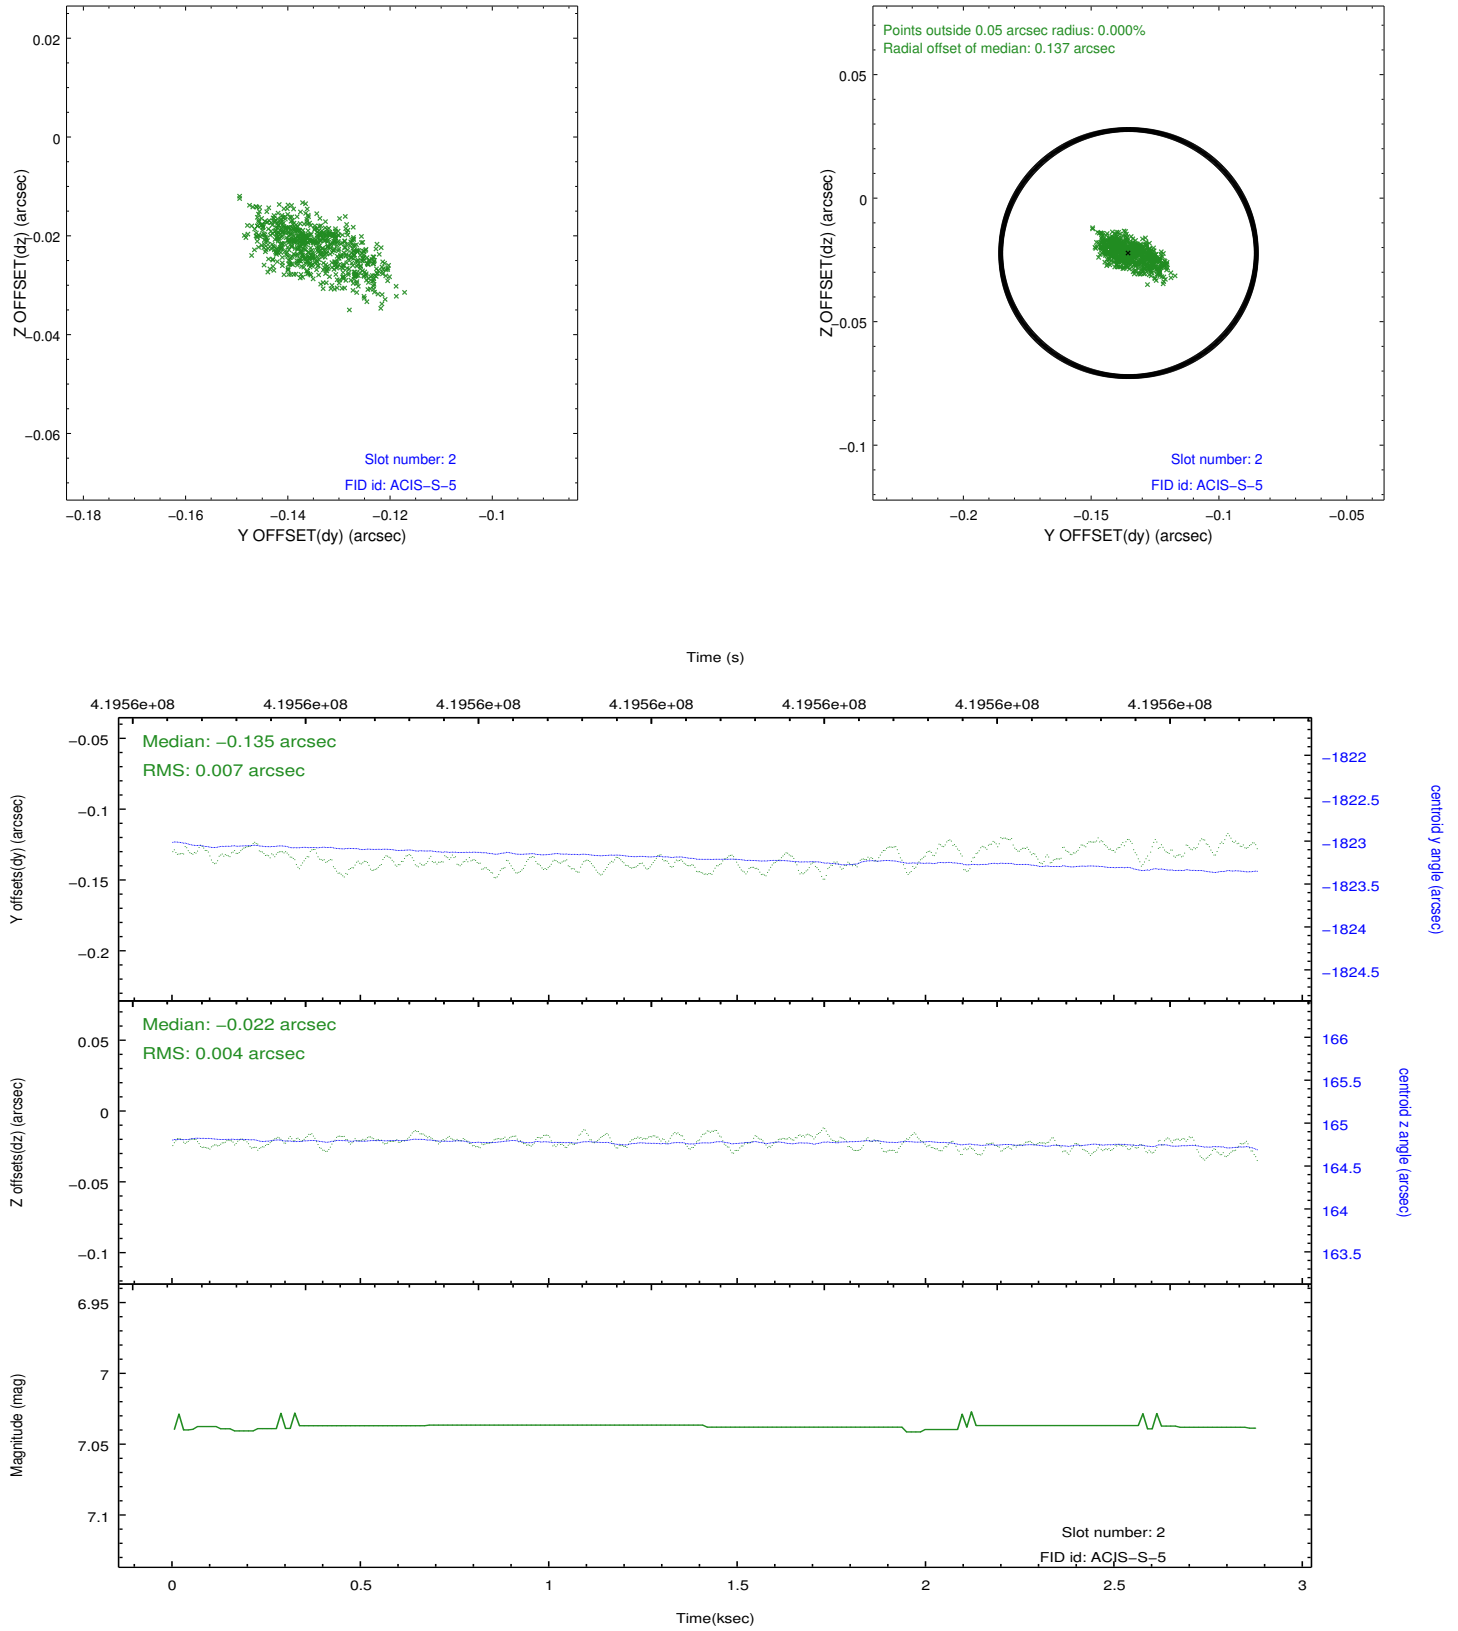 0.02
0
−0.02
−0.04
−0.06
Z OFFSET(dz) (arcsec)
Slot number: 2
FID id: ACIS−S−5
−0.18
−0.16
−0.14
−0.12
−0.1
Y OFFSET(dy) (arcsec)
Points outside 0.05 arcsec radius: 0.000%
Radial offset of median: 0.137 arcsec
0.05
0
−0.05
−0.1
Z OFFSET(dz) (arcsec)
Slot number: 2
FID id: ACIS−S−5
−0.2
−0.15
−0.1
−0.05
Y OFFSET(dy) (arcsec)
Time (s)
4.1956e+08 4.1956e+08 4.1956e+08 4.1956e+08 4.1956e+08 4.1956e+08 4.1956e+08
Median: −0.135 arcsec
RMS: 0.007 arcsec
−0.05
−0.1
−0.15
−0.2
Y offsets(dy) (arcsec)
−1822
−1822.5
−1823
−1823.5
−1824
−1824.5
centroid y angle (arcsec)
Median: −0.022 arcsec
RMS: 0.004 arcsec
0.05
0
−0.05
−0.1
Z offsets(dz) (arcsec)
166
165.5
165
164.5
164
163.5
centroid z angle (arcsec)
6.95
7
7.05
7.1
Magnitude (mag)
Slot number: 2
FID id: ACIS−S−5
0 0.5 1 1.5 2 2.5 3
Time(ksec)